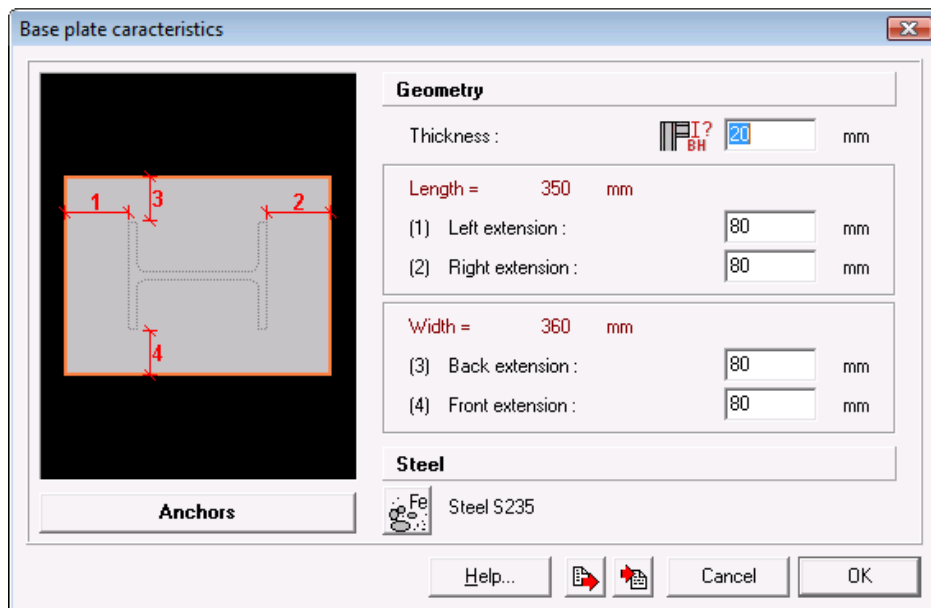 Base plate caracteristics
Geometry
Thickness : I? BH 20 mm
1 3 2
4
Length = 350 mm
(1) Left extension : 80 mm
(2) Right extension : 80 mm
Width = 360 mm
(3) Back extension : 80 mm
(4) Front extension : 80 mm
Steel
Anchors
Fe Steel S235
Help... Cancel OK